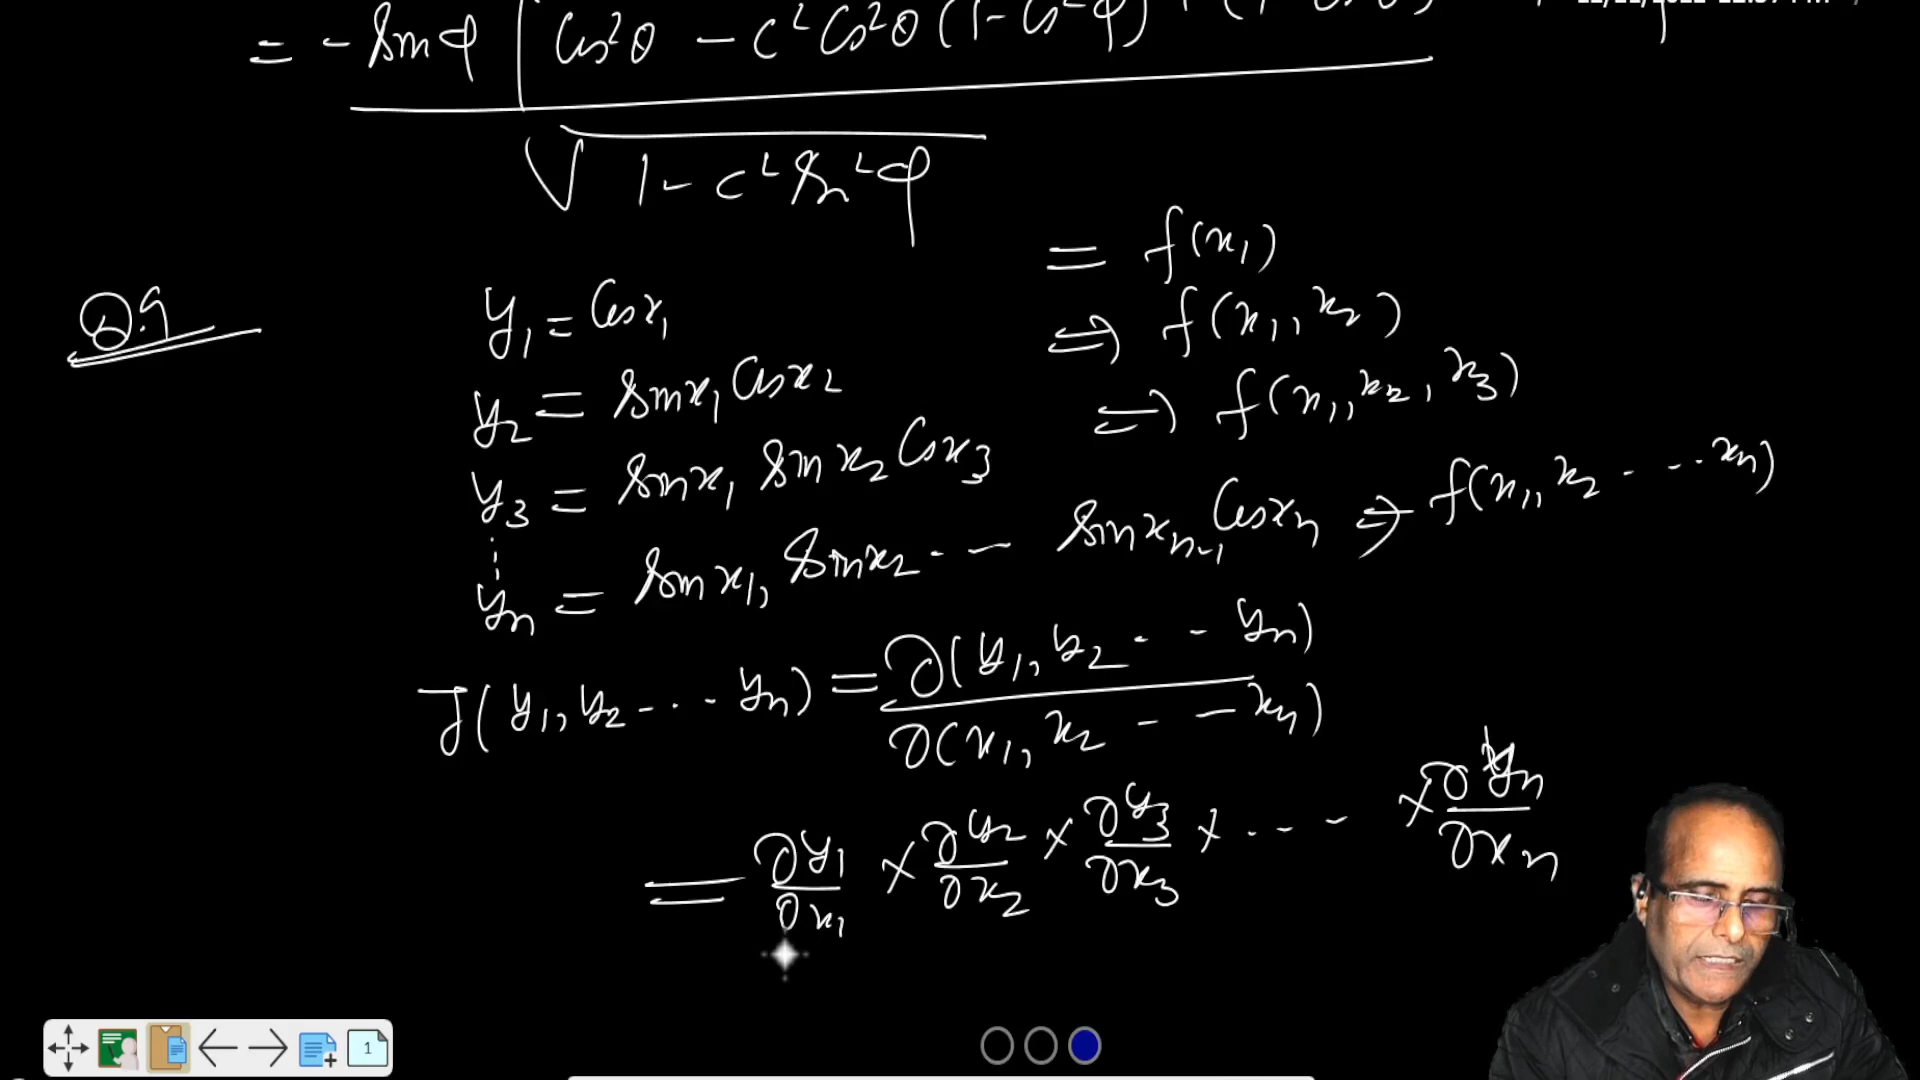 = - Sin φ [ Cos²θ - c² Cos²θ (1 - Cos²φ) +
√ 1 - c² Sin²φ
Q.9
y₁ = Cos x₁ = f(x₁)
y₂ = Sin x₁ Cos x₂ ⇒ f(x₁, x₂)
y₃ = Sin x₁ Sin x₂ Cos x₃ ⇒ f(x₁, x₂, x₃)
⋮
yₙ = Sin x₁, Sin x₂ ... Sin xₙ₋₁ Cos xₙ ⇒ f(x₁, x₂ ... xₙ)
J(y₁, y₂ ... yₙ) = ∂(y₁, y₂ -- yₙ) / ∂(x₁, x₂ -- xₙ)
= ∂y₁/∂x₁ × ∂y₂/∂x₂ × ∂y₃/∂x₃ × ... × ∂yₙ/∂xₙ
1